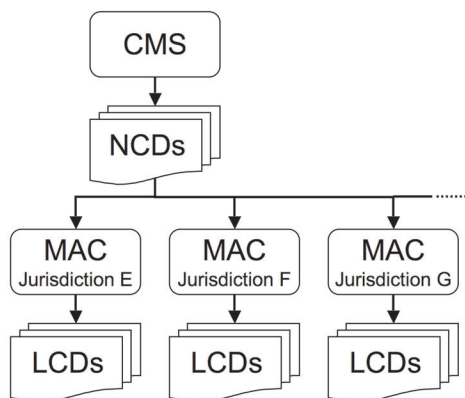 CMS
NCDs
MAC
Jurisdiction E
MAC
Jurisdiction F
MAC
Jurisdiction G
LCDs
LCDs
LCDs